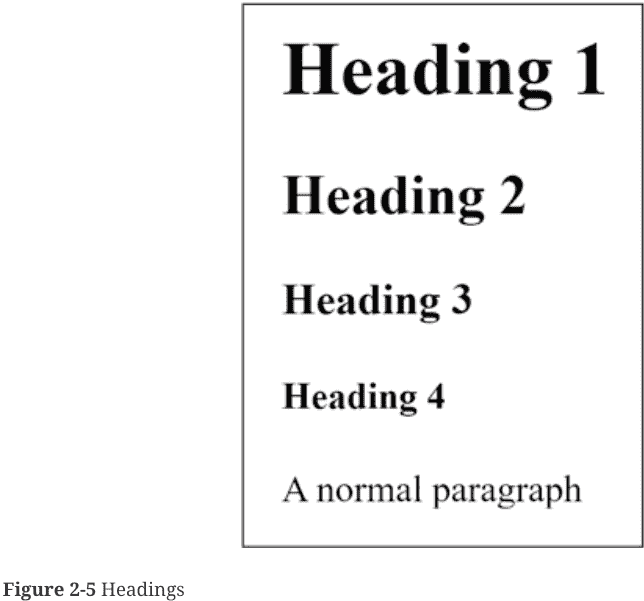 Heading 1
Heading 2
Heading 3
Heading 4
A normal paragraph
Figure 2-5 Headings